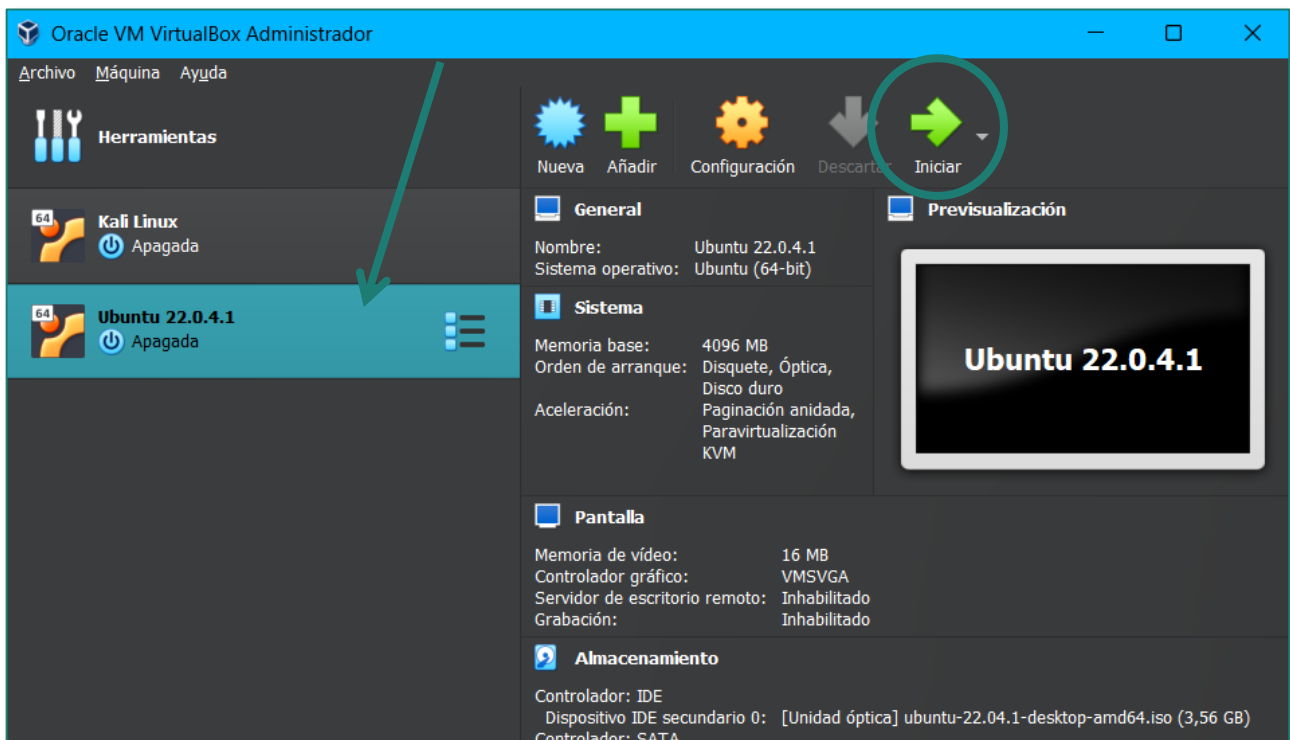 Oracle VM VirtualBox Administrador
Archivo Máquina Ayuda
Herramientas
Nueva Añadir Configuración Descartar Iniciar
64
Kali Linux
Apagada
64
Ubuntu 22.0.4.1
Apagada
General
Nombre: Ubuntu 22.0.4.1
Sistema operativo: Ubuntu (64-bit)
Sistema
Memoria base: 4096 MB
Orden de arranque: Disquete, Óptica,
Disco duro
Aceleración: Paginación anidada,
Paravirtualización
KVM
Previsualización
Ubuntu 22.0.4.1
Pantalla
Memoria de vídeo: 16 MB
Controlador gráfico: VMSVGA
Servidor de escritorio remoto: Inhabilitado
Grabación: Inhabilitado
Almacenamiento
Controlador: IDE
Dispositivo IDE secundario 0: [Unidad óptica] ubuntu-22.04.1-desktop-amd64.iso (3,56 GB)
Controlador: SATA